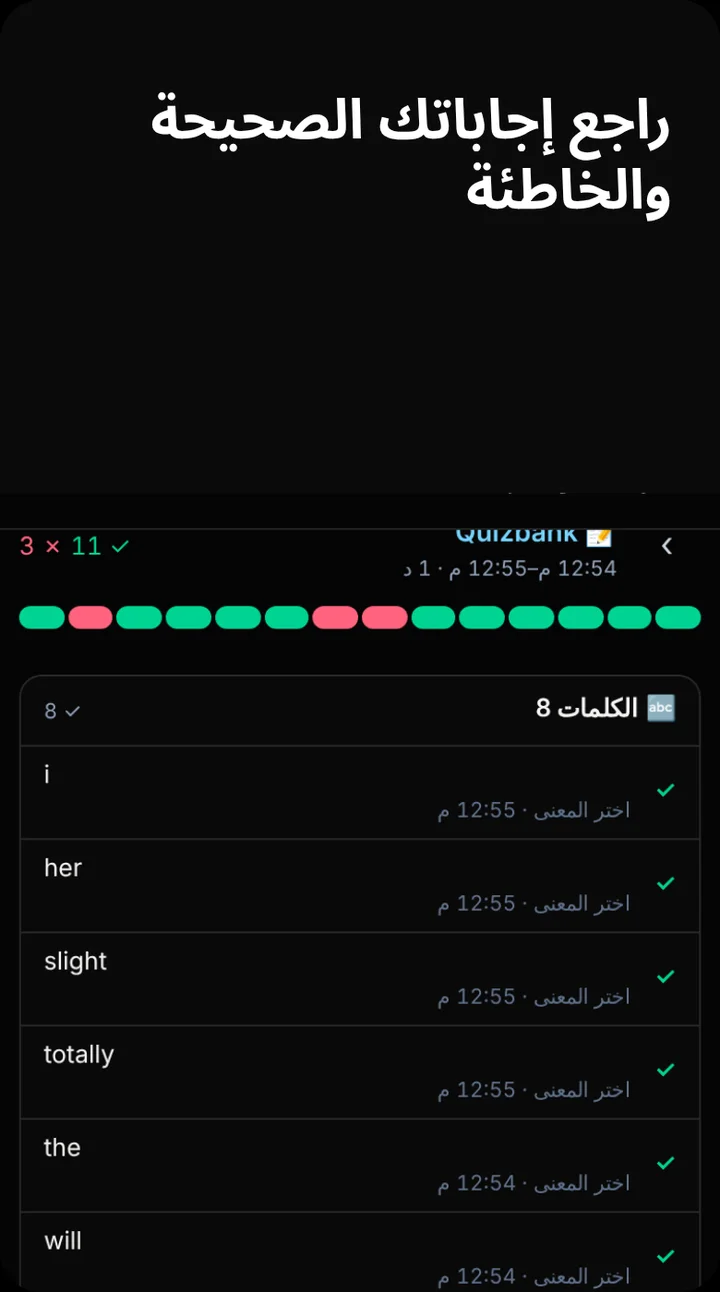 راجع إجاباتك الصحيحة
والخاطئة
Quizbank 📝
3 × 11 ✓
12:54 م–12:55 م · 1 د
🔤 الكلمات 8
8 ✓
i
اختر المعنى · 12:55 م
her
اختر المعنى · 12:55 م
slight
اختر المعنى · 12:55 م
totally
اختر المعنى · 12:55 م
the
اختر المعنى · 12:54 م
will
اختر المعنى · 12:54 م